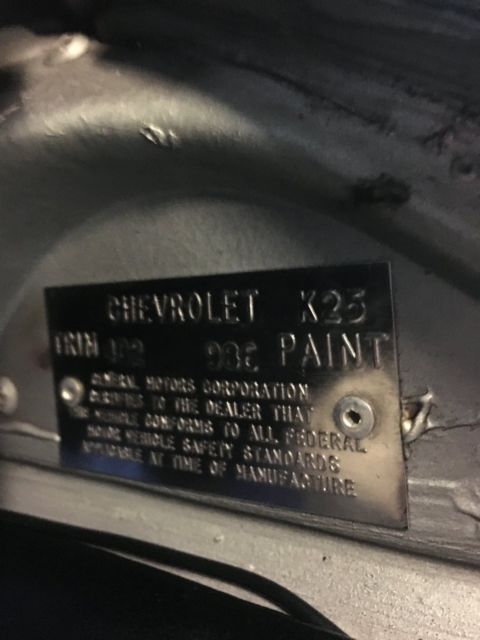 CHEVROLET K25
TRIM PAINT
GENERAL MOTORS CORPORATION
CERTIFIES TO THE DEALER THAT
THE VEHICLE CONFORMS TO ALL FEDERAL
MOTOR VEHICLE SAFETY STANDARDS
APPLICABLE AT TIME OF MANUFACTURE